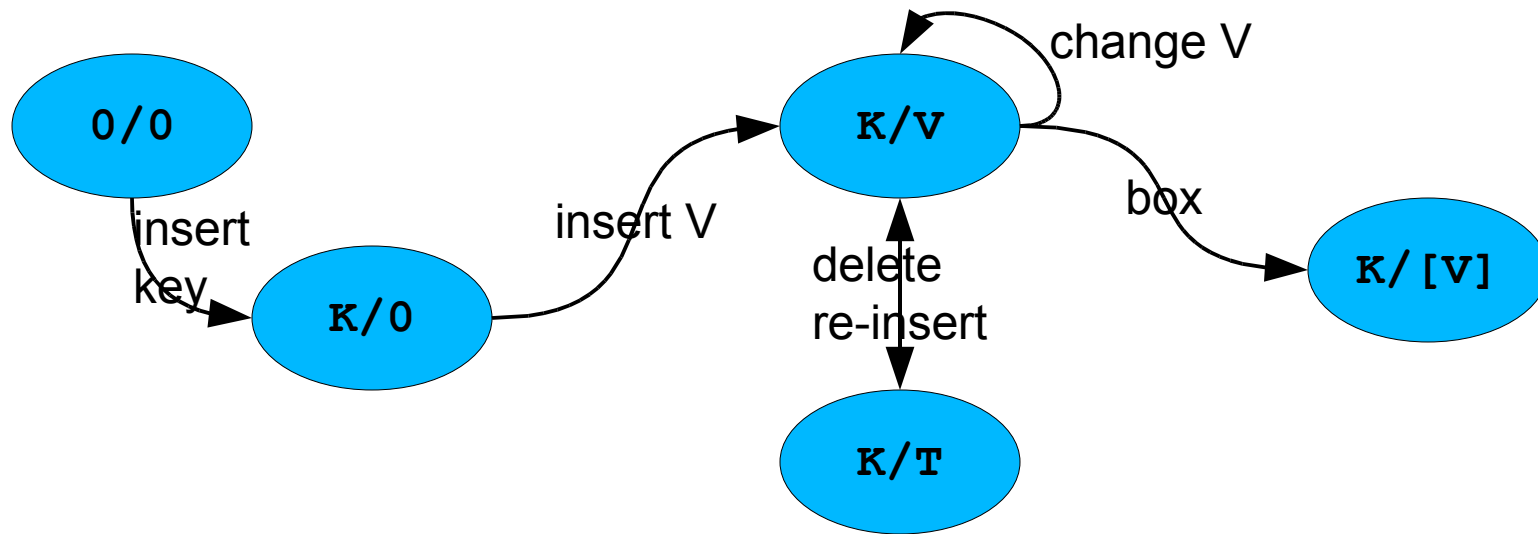 change V
0/0
K/V
insert
key
insert V
box
delete
re-insert
K/0
K/[V]
K/T